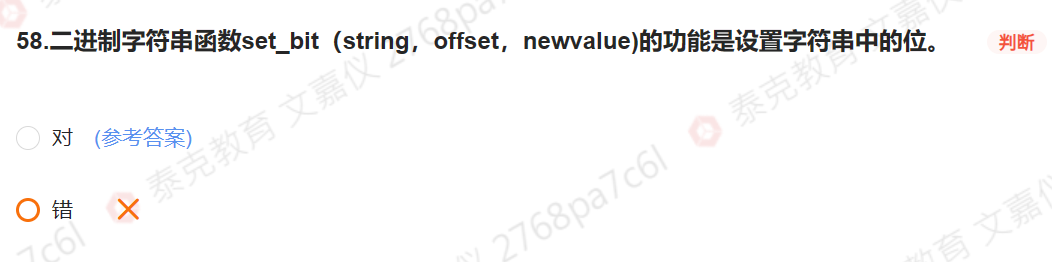 58.二进制字符串函数set_bit（string，offset，newvalue)的功能是设置字符串中的位。 判断
对 (参考答案)
错
泰克教育 文嘉仪 2768pa7c6l
泰克教育 文嘉仪
仪 2768pa7c6l
7c6l
教育 文嘉仪